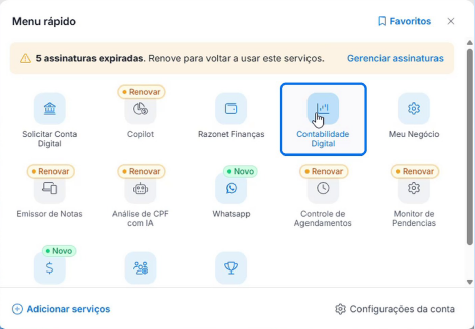 Menu rápido
Favoritos
5 assinaturas expiradas. Renove para voltar a usar este serviços.
Gerenciar assinaturas
Renovar
Solicitar Conta
Digital
Copilot
Razonet Finanças
Contabilidade
Digital
Meu Negócio
Renovar
Novo
Renovar
Renovar
Emissor de Notas
Análise de CPF
com IA
Whatsapp
Controle de
Agendamentos
Monitor de
Pendencias
Novo
Adicionar serviços
Configurações da conta